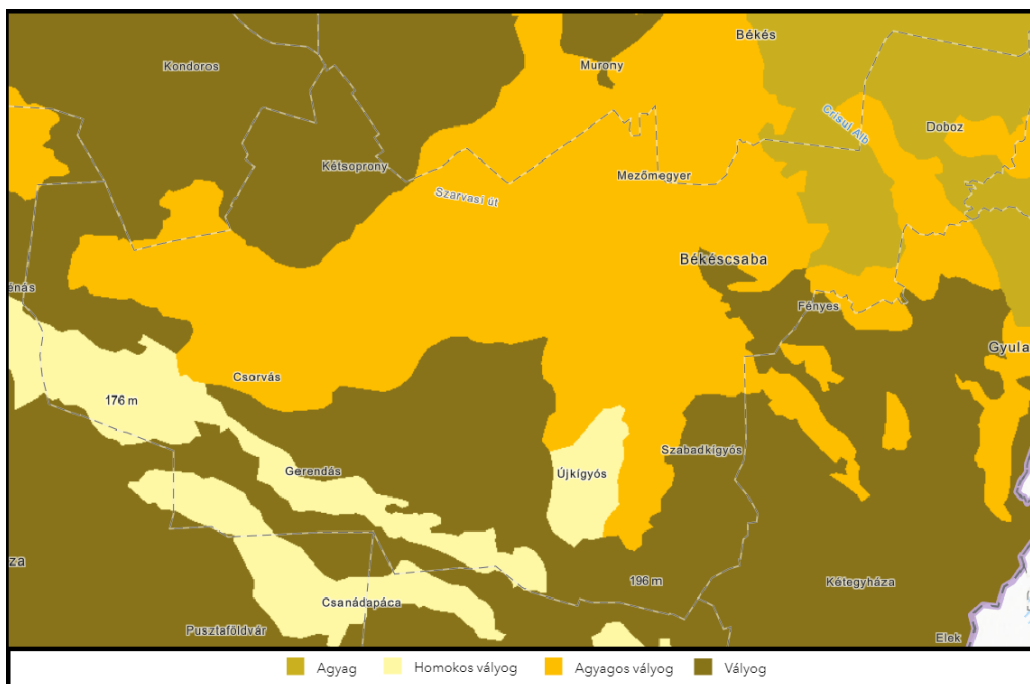 Békés
Kondoros
Murony
Crisul Alb
Doboz
Kétsoprony
Mezőmegyer
Szarvasi út
Békéscsaba
énás
Fényes
Gyula
Csorvás
176 m
Szabadkígyós
Gerendás
Újkígyós
za
196 m
Kétegyháza
Csanádapáca
Pusztaföldvár
Elek
Agyag
Homokos vályog
Agyagos vályog
Vályog